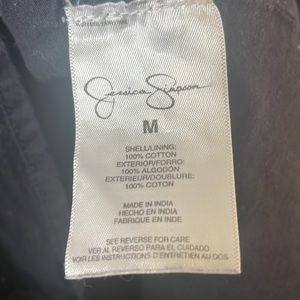 Jessica Simpson
M
SHELL/LINING:
100% COTTON
EXTERIOR/FORRO:
100% ALGODÓN
EXTERIEUR/DOUBLURE:
100% COTON
MADE IN INDIA
HECHO EN INDIA
FABRIQUE EN INDE
SEE REVERSE FOR CARE
VER AL REVERSO PARA EL CUIDADO
VOIR LES INSTRUCTIONS D'ENTRETIEN AU DOS